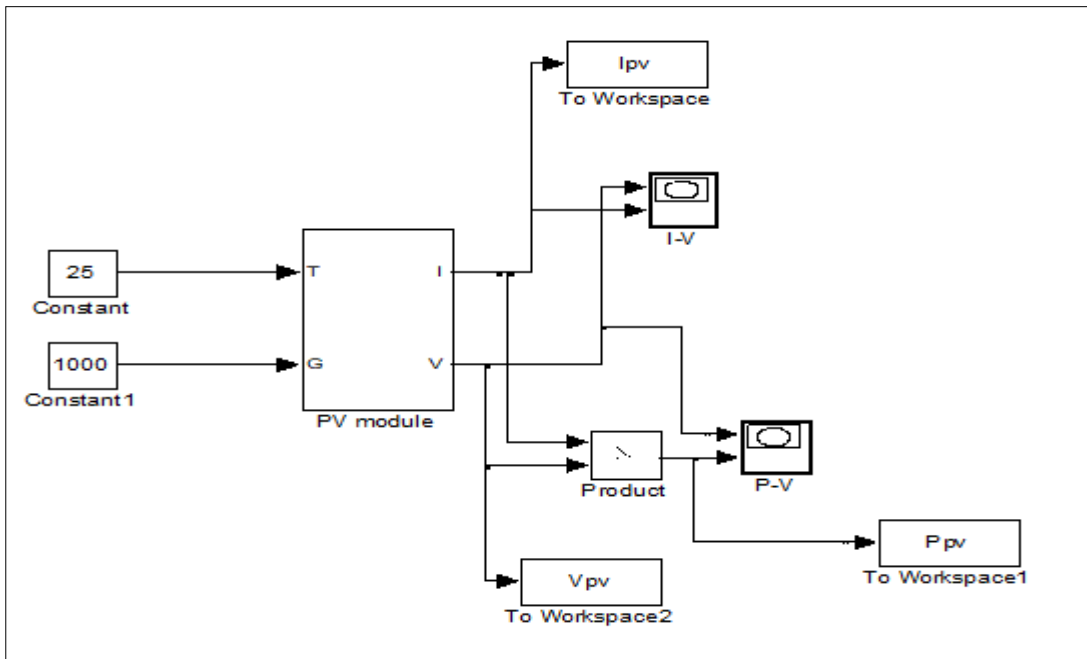 Ipv
To Workspace
I-V
25
Constant
1000
Constant1
T
I
G
V
PV module
Product
P-V
Ppv
To Workspace1
Vpv
To Workspace2